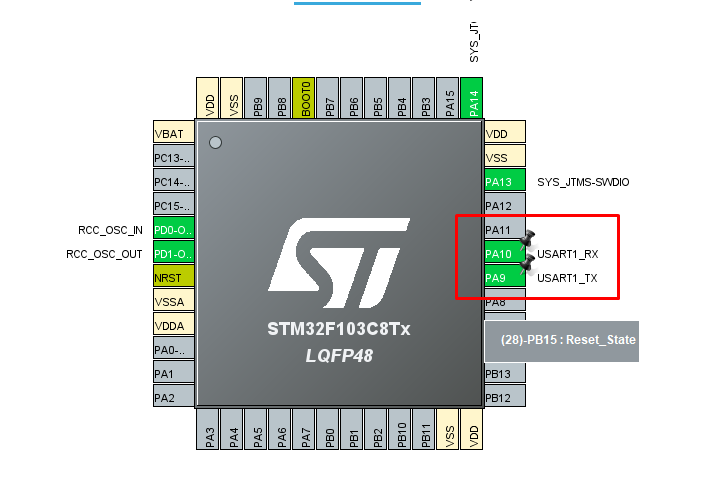 SYS_JT
VDD
VSS
PB9
PB8
BOOT0
PB7
PB6
PB5
PB4
PB3
PA15
PA14
VBAT
PC13-..
PC14-..
PC15-..
RCC_OSC_IN PD0-O..
RCC_OSC_OUT PD1-O..
NRST
VSSA
VDDA
PA0-..
PA1
PA2
ST
STM32F103C8Tx
LQFP48
VDD
VSS
PA13 SYS_JTMS-SWDIO
PA12
PA11
PA10 USART1_RX
PA9 USART1_TX
PA8
(28)-PB15 : Reset_State
PB13
PB12
PA3
PA4
PA5
PA6
PA7
PB0
PB1
PB2
PB10
PB11
VSS
VDD